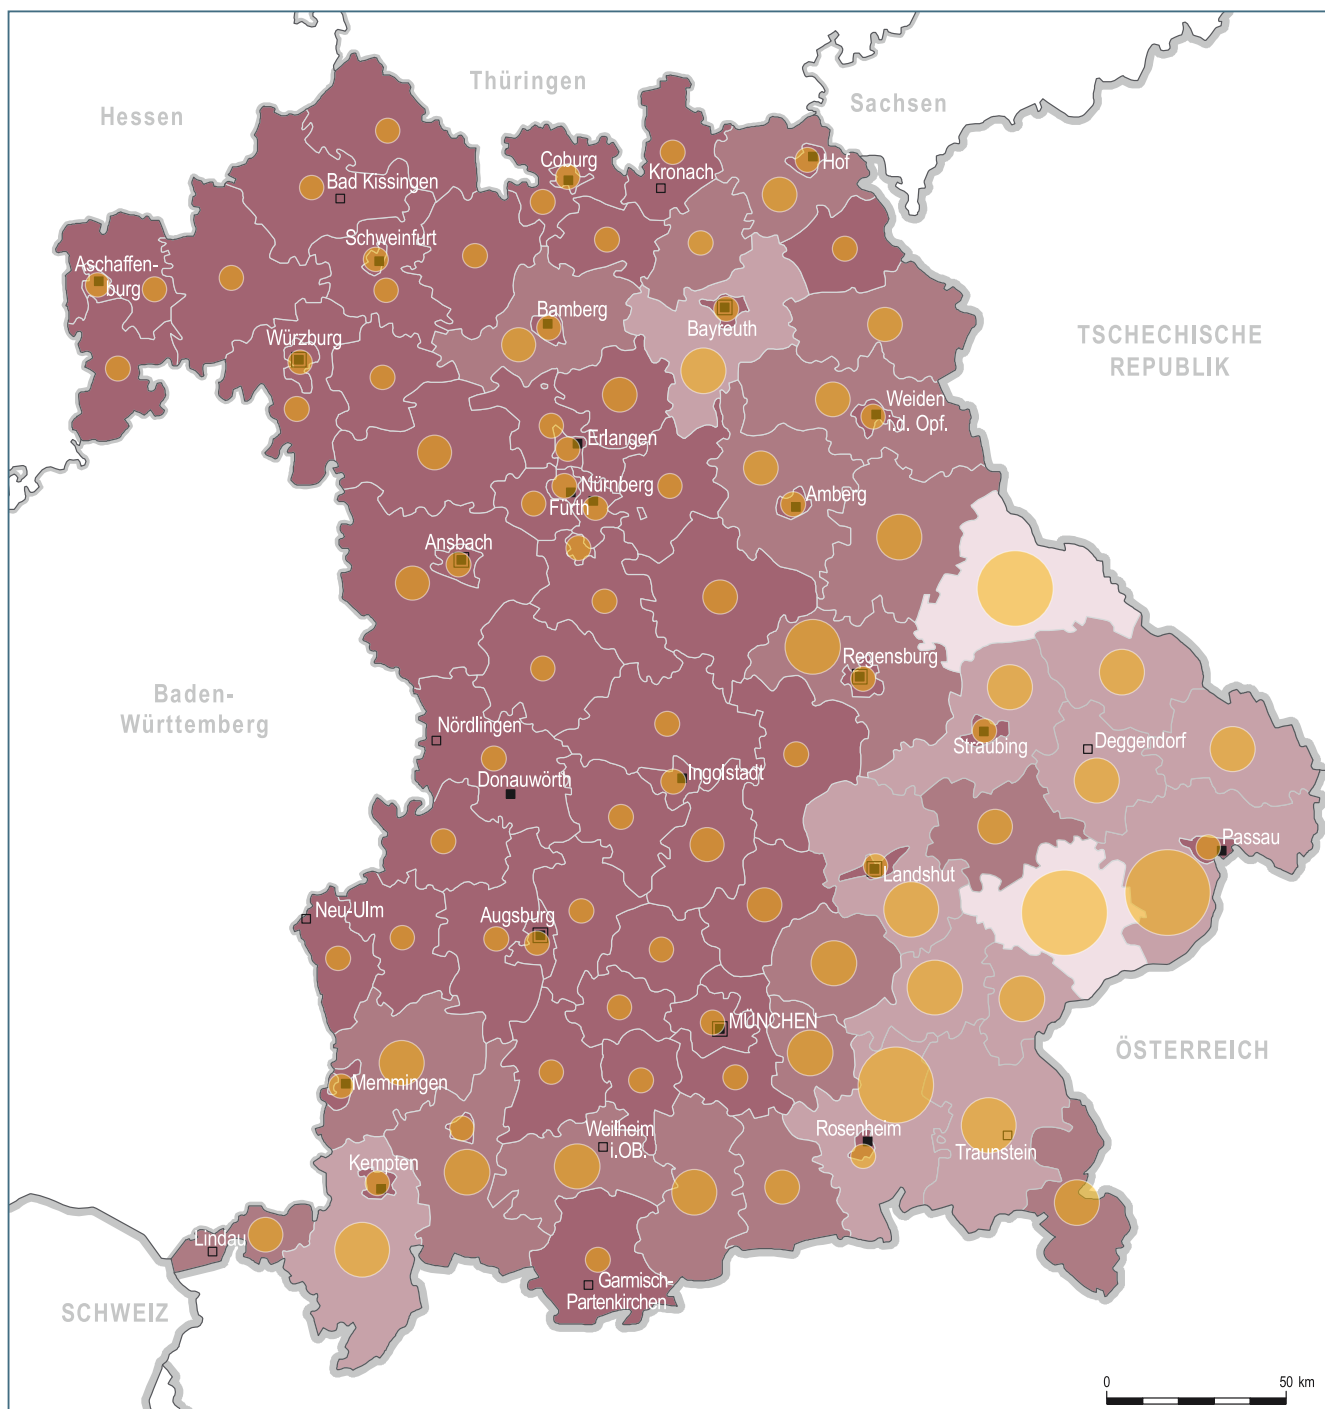 Thüringen
Hessen
Sachsen
Coburg
Kronach
Hof
Bad Kissingen
Schweinfurt
Aschaffen-
burg
Bamberg
Bayreuth
Würzburg
TSCHECHISCHE
REPUBLIK
Weiden
i.d. Opf.
Erlangen
Nürnberg
Fürth
Amberg
Ansbach
Regensburg
Baden-
Württemberg
Nördlingen
Straubing
Deggendorf
Donauwörth
Ingolstadt
Passau
Landshut
Neu-Ulm
Augsburg
MÜNCHEN
ÖSTERREICH
Memmingen
Rosenheim
Weilheim
i.OB.
Traunstein
Kempten
Lindau
Garmisch-
Partenkirchen
SCHWEIZ
0 50 km